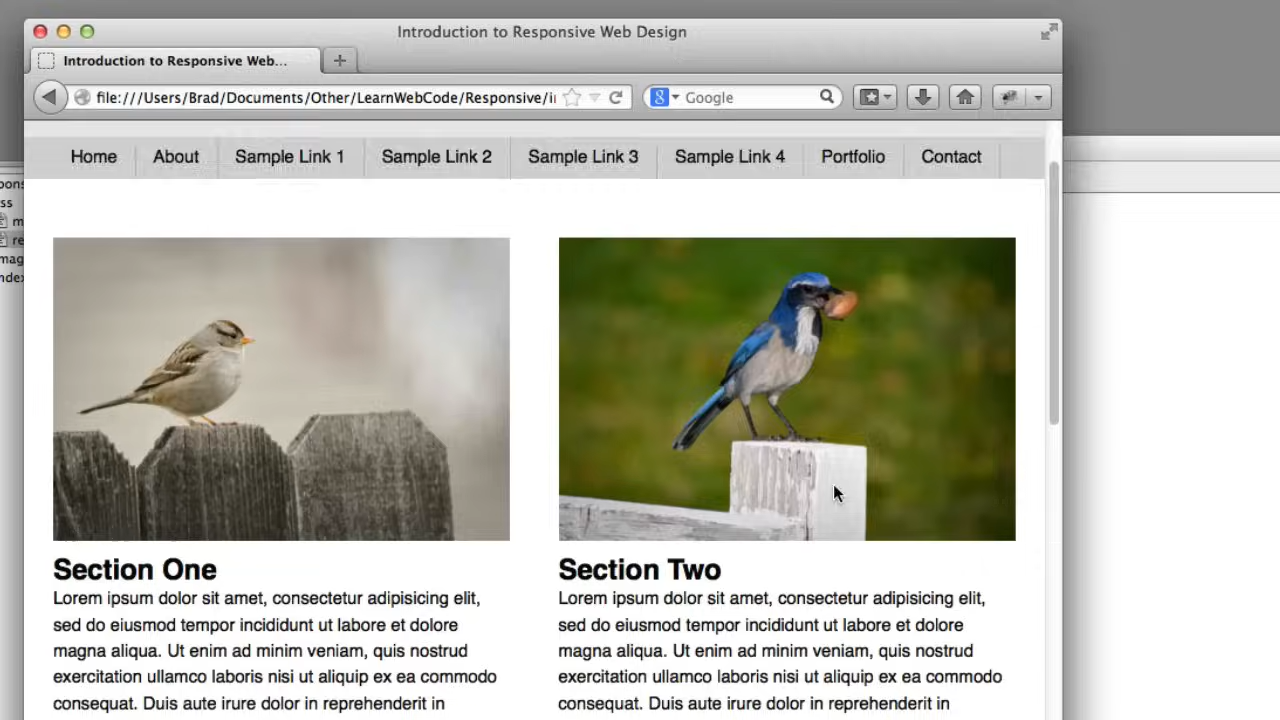 Introduction to Responsive Web Design
Introduction to Responsive Web...
file:///Users/Brad/Documents/Other/LearnWebCode/Responsive/i
Google
Home About Sample Link 1 Sample Link 2 Sample Link 3 Sample Link 4 Portfolio Contact
Section One
Lorem ipsum dolor sit amet, consectetur adipisicing elit,
sed do eiusmod tempor incididunt ut labore et dolore
magna aliqua. Ut enim ad minim veniam, quis nostrud
exercitation ullamco laboris nisi ut aliquip ex ea commodo
consequat. Duis aute irure dolor in reprehenderit in
Section Two
Lorem ipsum dolor sit amet, consectetur adipisicing elit,
sed do eiusmod tempor incididunt ut labore et dolore
magna aliqua. Ut enim ad minim veniam, quis nostrud
exercitation ullamco laboris nisi ut aliquip ex ea commodo
consequat. Duis aute irure dolor in reprehenderit in